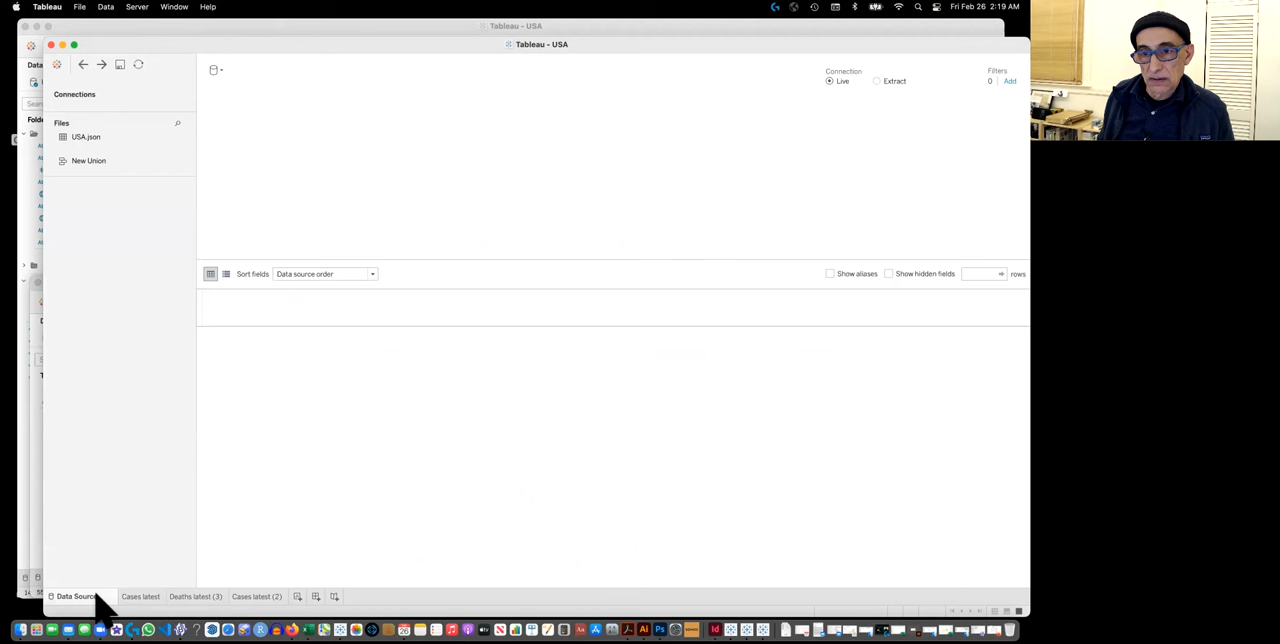 Tableau File Data Server Window Help
Fri Feb 26 2:19 AM
Tableau - USA
Tableau - USA
Connections
Connection
Live
Extract
Filters
0 Add
Files
USA.json
New Union
Sort fields
Data source order
Show aliases
Show hidden fields
rows
Data Source
Cases latest
Deaths latest (3)
Cases latest (2)